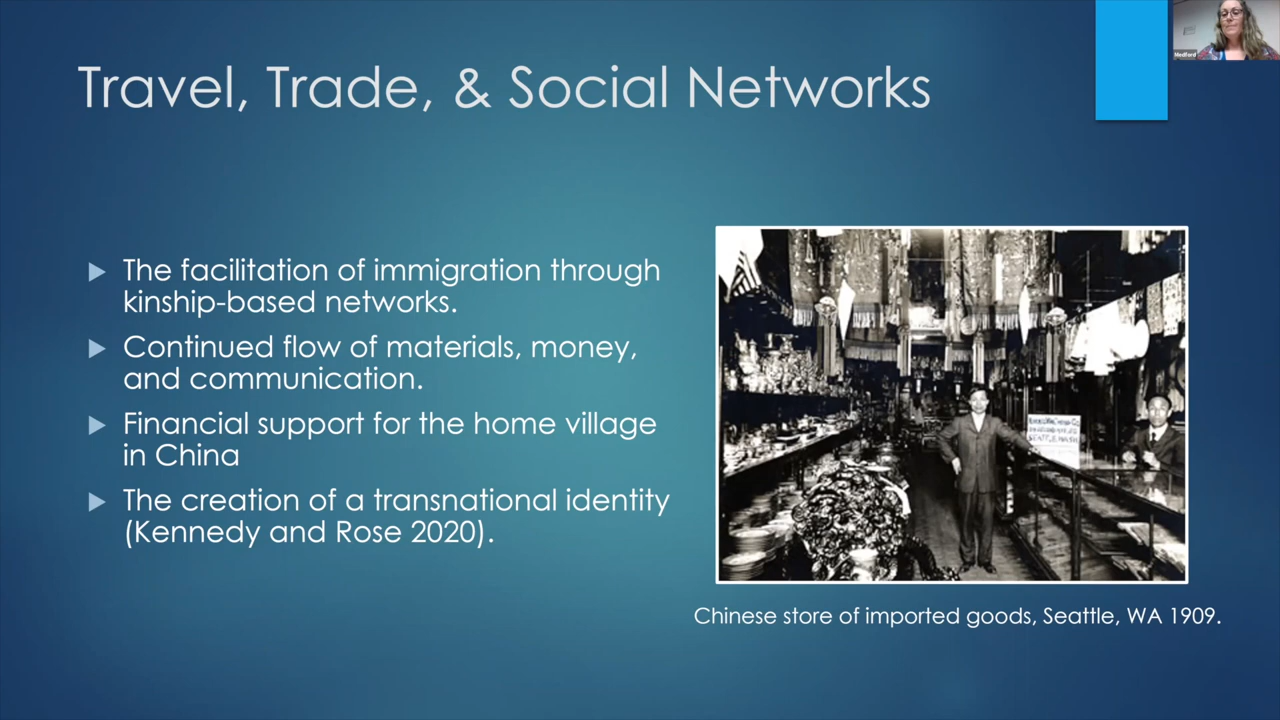 Medford
Travel, Trade, & Social Networks
The facilitation of immigration through
kinship-based networks.
Continued flow of materials, money,
and communication.
Financial support for the home village
in China
The creation of a transnational identity
(Kennedy and Rose 2020).
SEATTLE, WASH.
Chinese store of imported goods, Seattle, WA 1909.